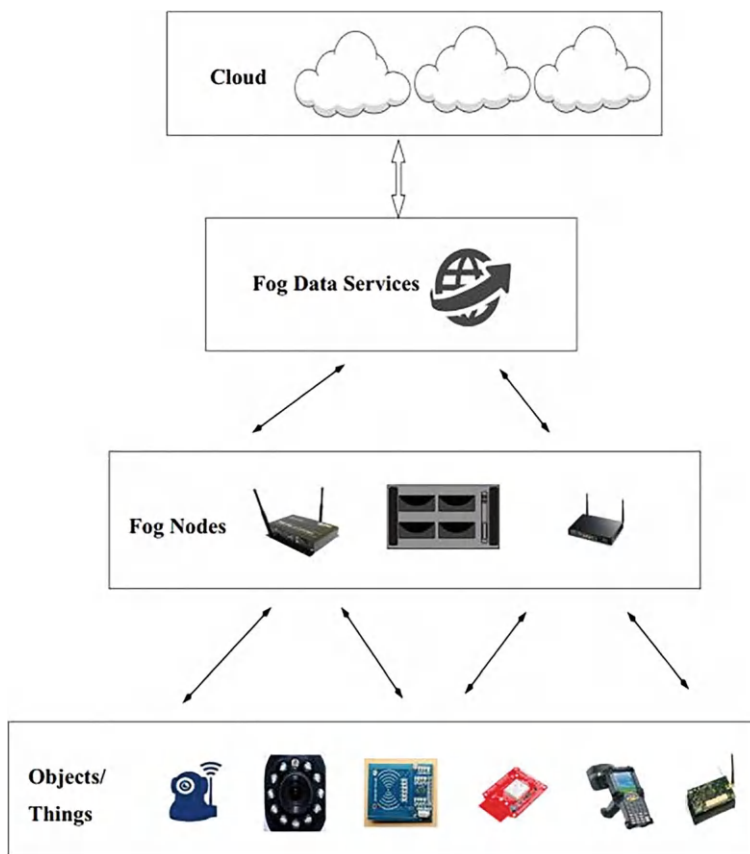 Cloud
Fog Data Services
Fog Nodes
Objects/
Things